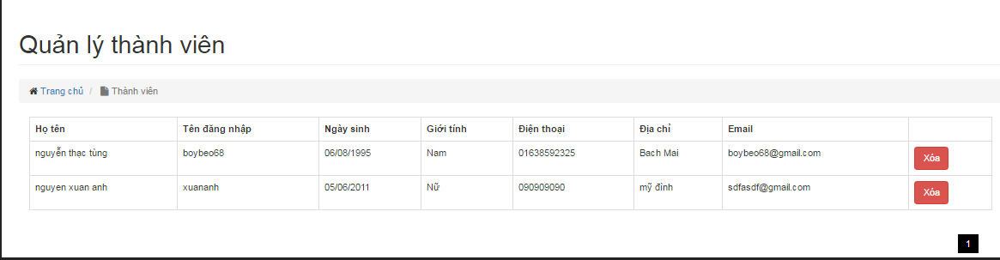 Quản lý thành viên
Trang chủ / Thành viên
Họ tên Tên đăng nhập Ngày sinh Giới tính Điện thoại Địa chỉ Email
nguyễn thạc tùng boybeo68 06/08/1995 Nam 01638592325 Bach Mai boybeo68@gmail.com Xóa
nguyen xuan anh xuananh 05/06/2011 Nữ 090909090 mỹ đình sdfasdf@gmail.com Xóa
1